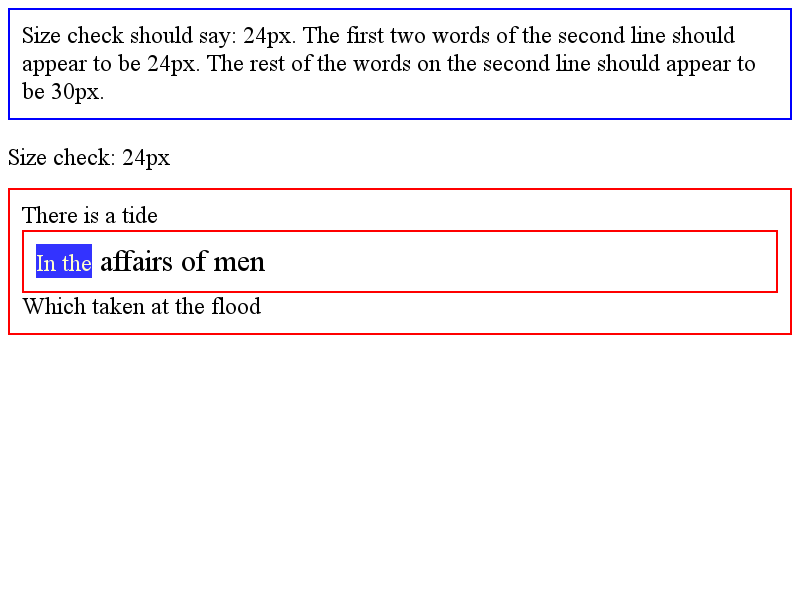 Size check should say: 24px. The first two words of the second line should
appear to be 24px. The rest of the words on the second line should appear to
be 30px.
Size check: 24px
There is a tide
In the affairs of men
Which taken at the flood